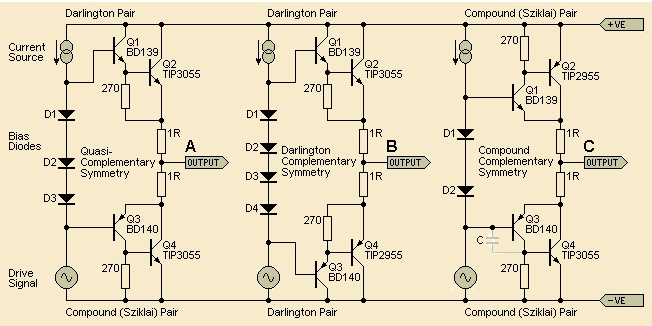 Darlington Pair
Darlington Pair
Compound (Sziklai) Pair
+VE
Current
Source
Q1
BD139
Q2
TIP3055
270
D1
1R
A
OUTPUT
Bias
Diodes
Quasi-
Complementary
Symmetry
D2
1R
D3
Q3
BD140
Q4
TIP3055
270
Drive
Signal
Compound (Sziklai) Pair
Q1
BD139
Q2
TIP3055
270
D1
1R
B
OUTPUT
D2
Darlington
Complementary
Symmetry
D3
1R
D4
270
Q4
TIP2955
Q3
BD140
Darlington Pair
270
Q2
TIP2955
Q1
BD139
D1
1R
C
OUTPUT
Compound
Complementary
Symmetry
D2
1R
Q3
BD140
C
Q4
TIP3055
270
Compound (Sziklai) Pair
-VE